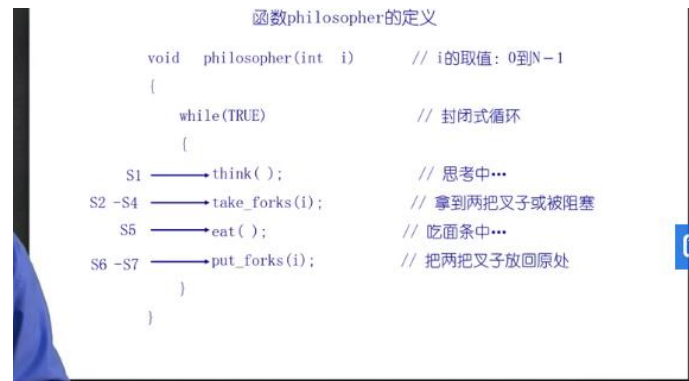 函数philosopher的定义
void philosopher(int i) // i的取值: 0到N-1
{
while(TRUE) // 封闭式循环
{
S1 think( ); // 思考中…
S2 -S4 take_forks(i); // 拿到两把叉子或被阻塞
S5 eat( ); // 吃面条中…
S6 -S7 put_forks(i); // 把两把叉子放回原处
}
}